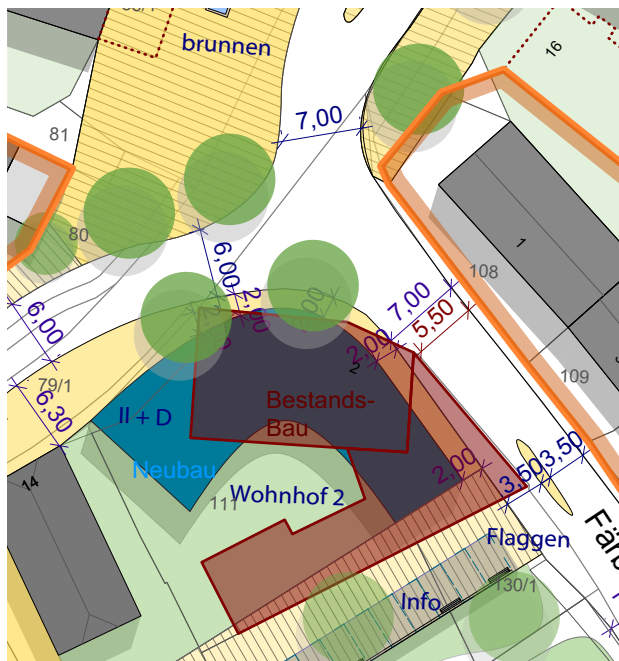 brunnen
16
7,00
81
80
1
108
6,00
2,00
7,00
5,50
2,00
2
6,00
79/1
109
6,30
II + D
Bestands-
Bau
Neubau
14
Wohnhof 2
111
2,00
3,50
3,50
Flaggen
Färb
Info
130/1